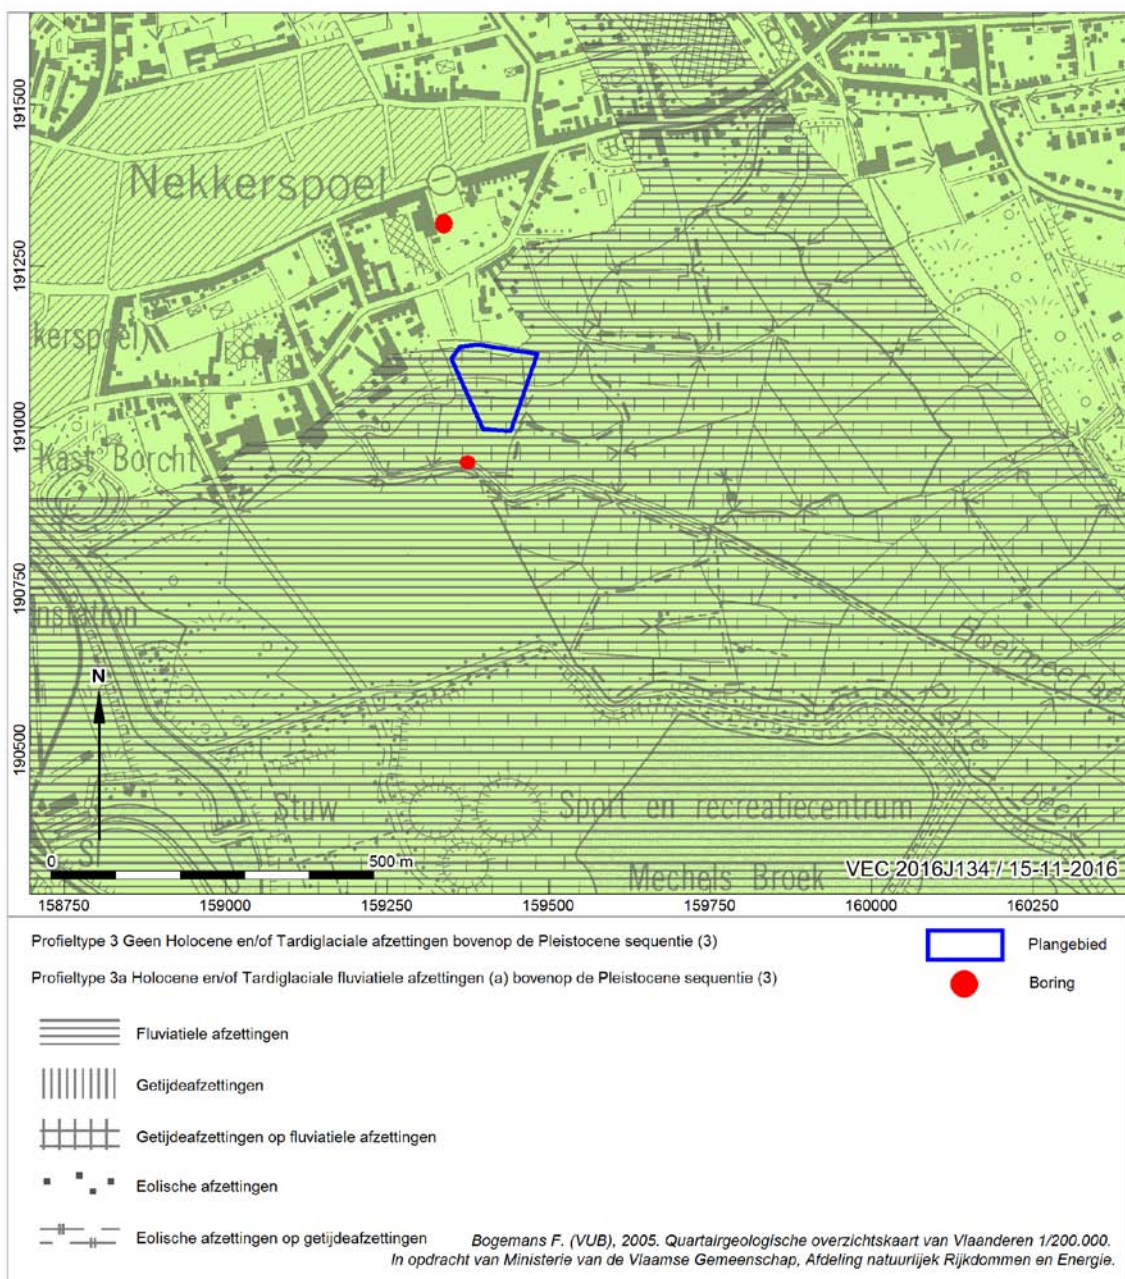 191500
Nekkerspoel
191250
kerspoel)
191000
Kast Borcht
190750
nstation
Boeimeerbe
N
Platte
beek
190500
Stuw
Sport en recreatiecentrum
0
500 m
Mechels Broek
VEC 2016J134 / 15-11-2016
158750
159000
159250
159500
159750
160000
160250
Profieltype 3 Geen Holocene en/of Tardiglaciale afzettingen bovenop de Pleistocene sequentie (3)
Plangebied
Profieltype 3a Holocene en/of Tardiglaciale fluviatiele afzettingen (a) bovenop de Pleistocene sequentie (3)
Boring
Fluviatiele afzettingen
Getijdeafzettingen
Getijdeafzettingen op fluviatiele afzettingen
Eolische afzettingen
Eolische afzettingen op getijdeafzettingen
Bogemans F. (VUB), 2005. Quartairgeologische overzichtskaart van Vlaanderen 1/200.000.
In opdracht van Ministerie van de Vlaamse Gemeenschap, Afdeling natuurlijek Rijkdommen en Energie.